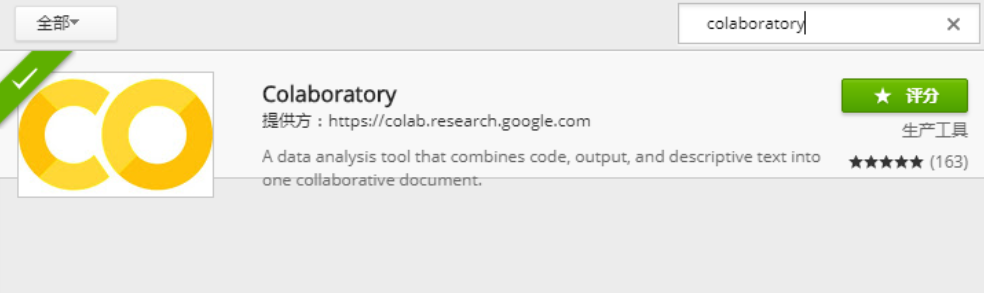 全部
colaboratory
Colaboratory
提供方：https://colab.research.google.com
A data analysis tool that combines code, output, and descriptive text into
one collaborative document.
评分
生产工具
(163)